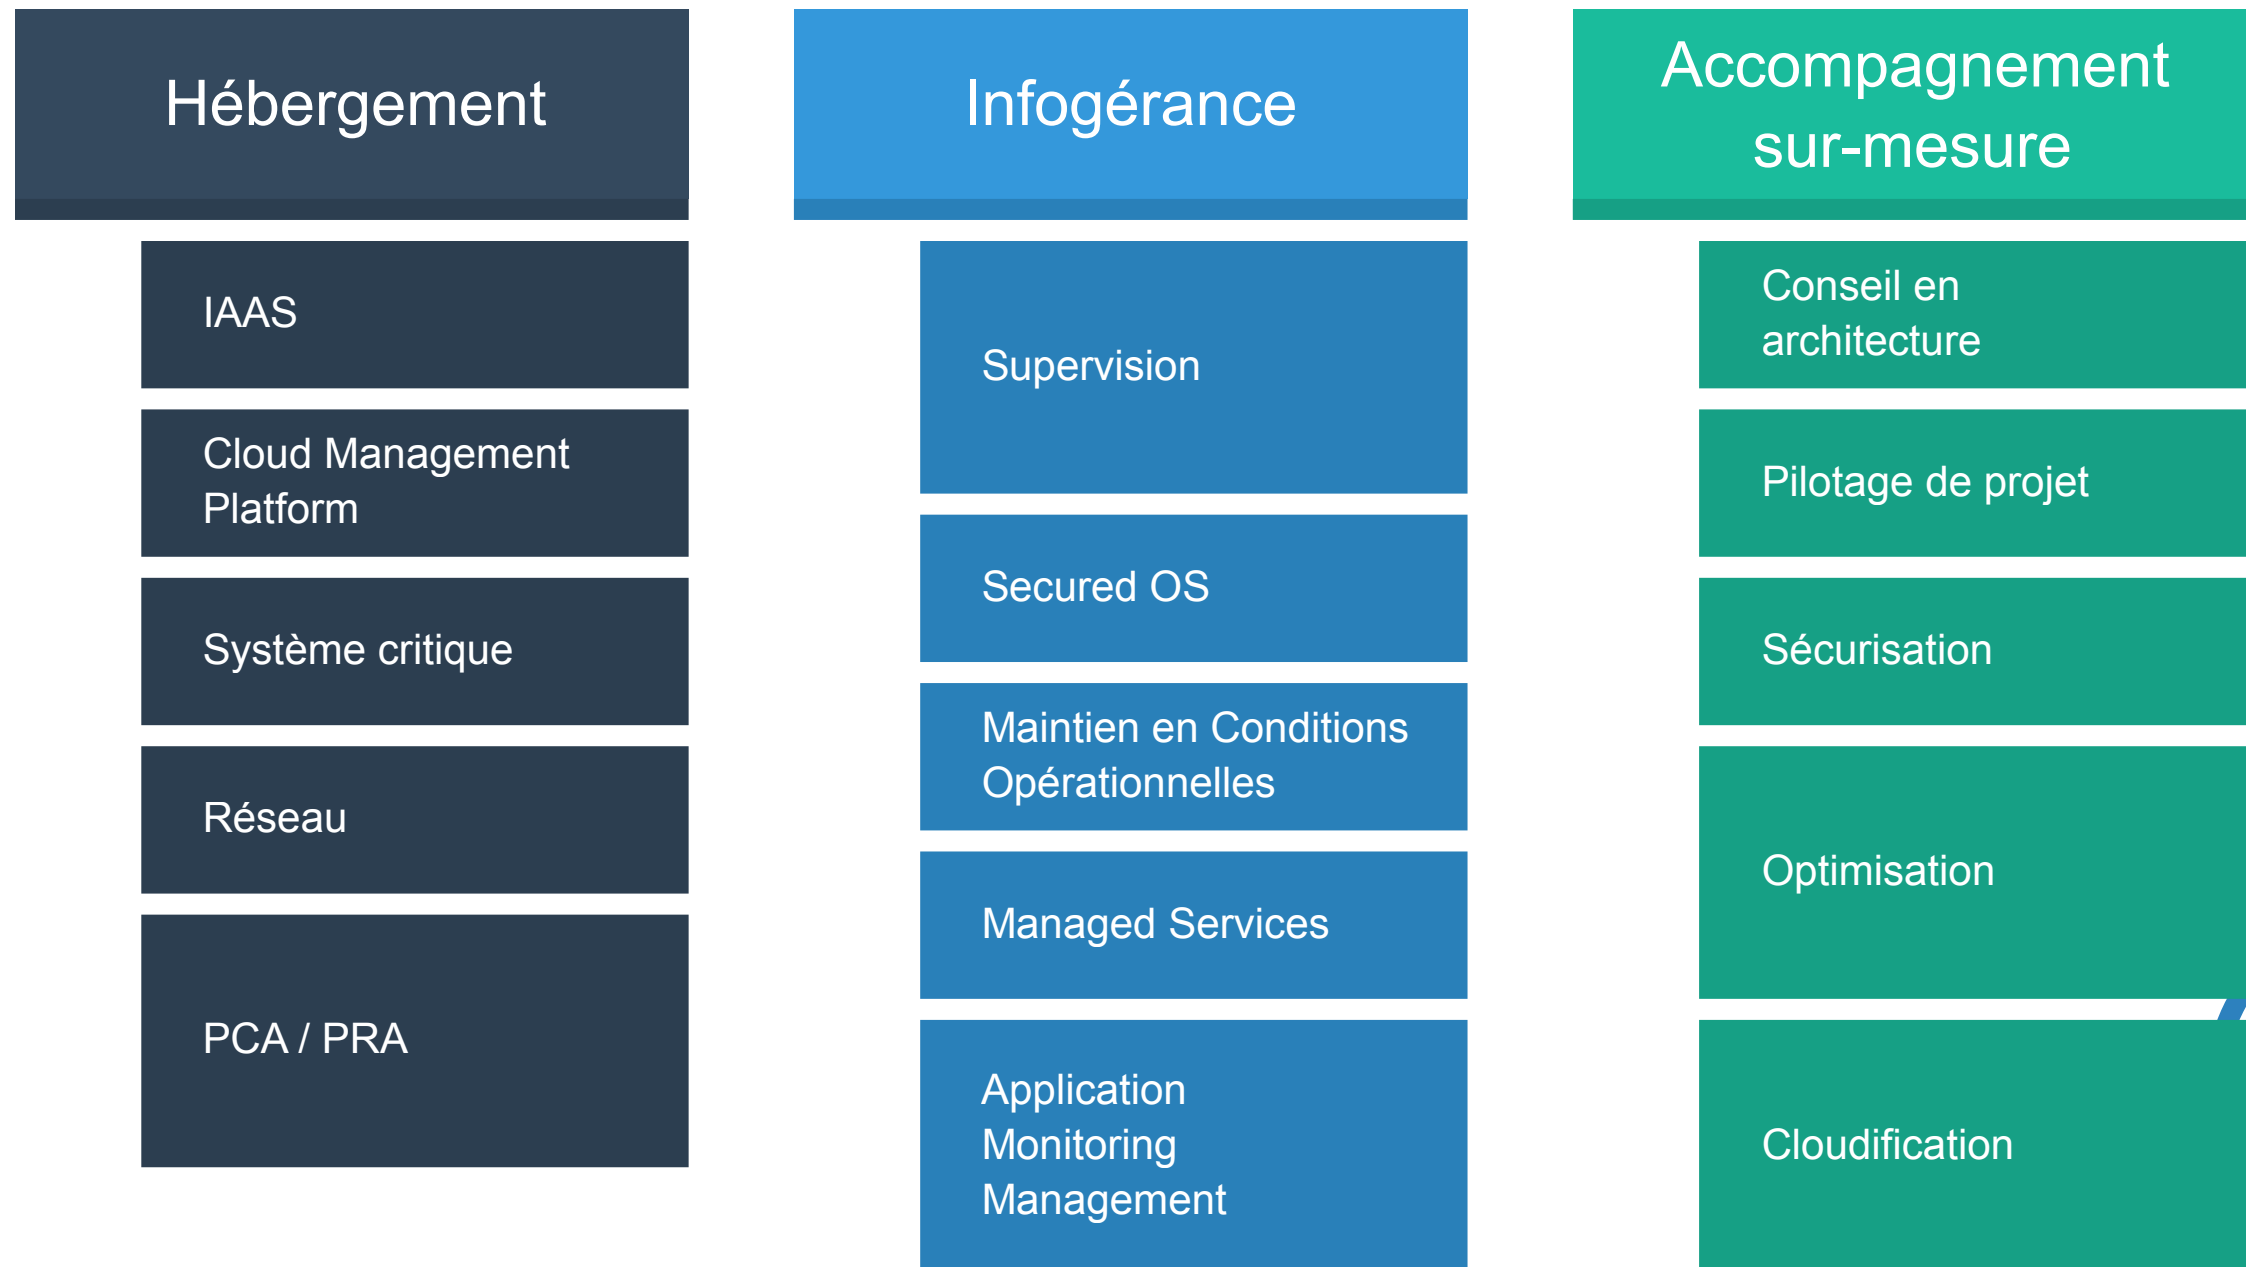 Hébergement
IAAS
Cloud Management
Platform
Système critique
Réseau
PCA / PRA
Infogérance
Supervision
Secured OS
Maintien en Conditions
Opérationnelles
Managed Services
Application
Monitoring
Management
Accompagnement
sur-mesure
Conseil en
architecture
Pilotage de projet
Sécurisation
Optimisation
Cloudification